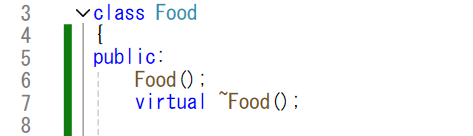 3 class Food
4 {
5 public:
6 Food();
7 virtual ~Food();
8